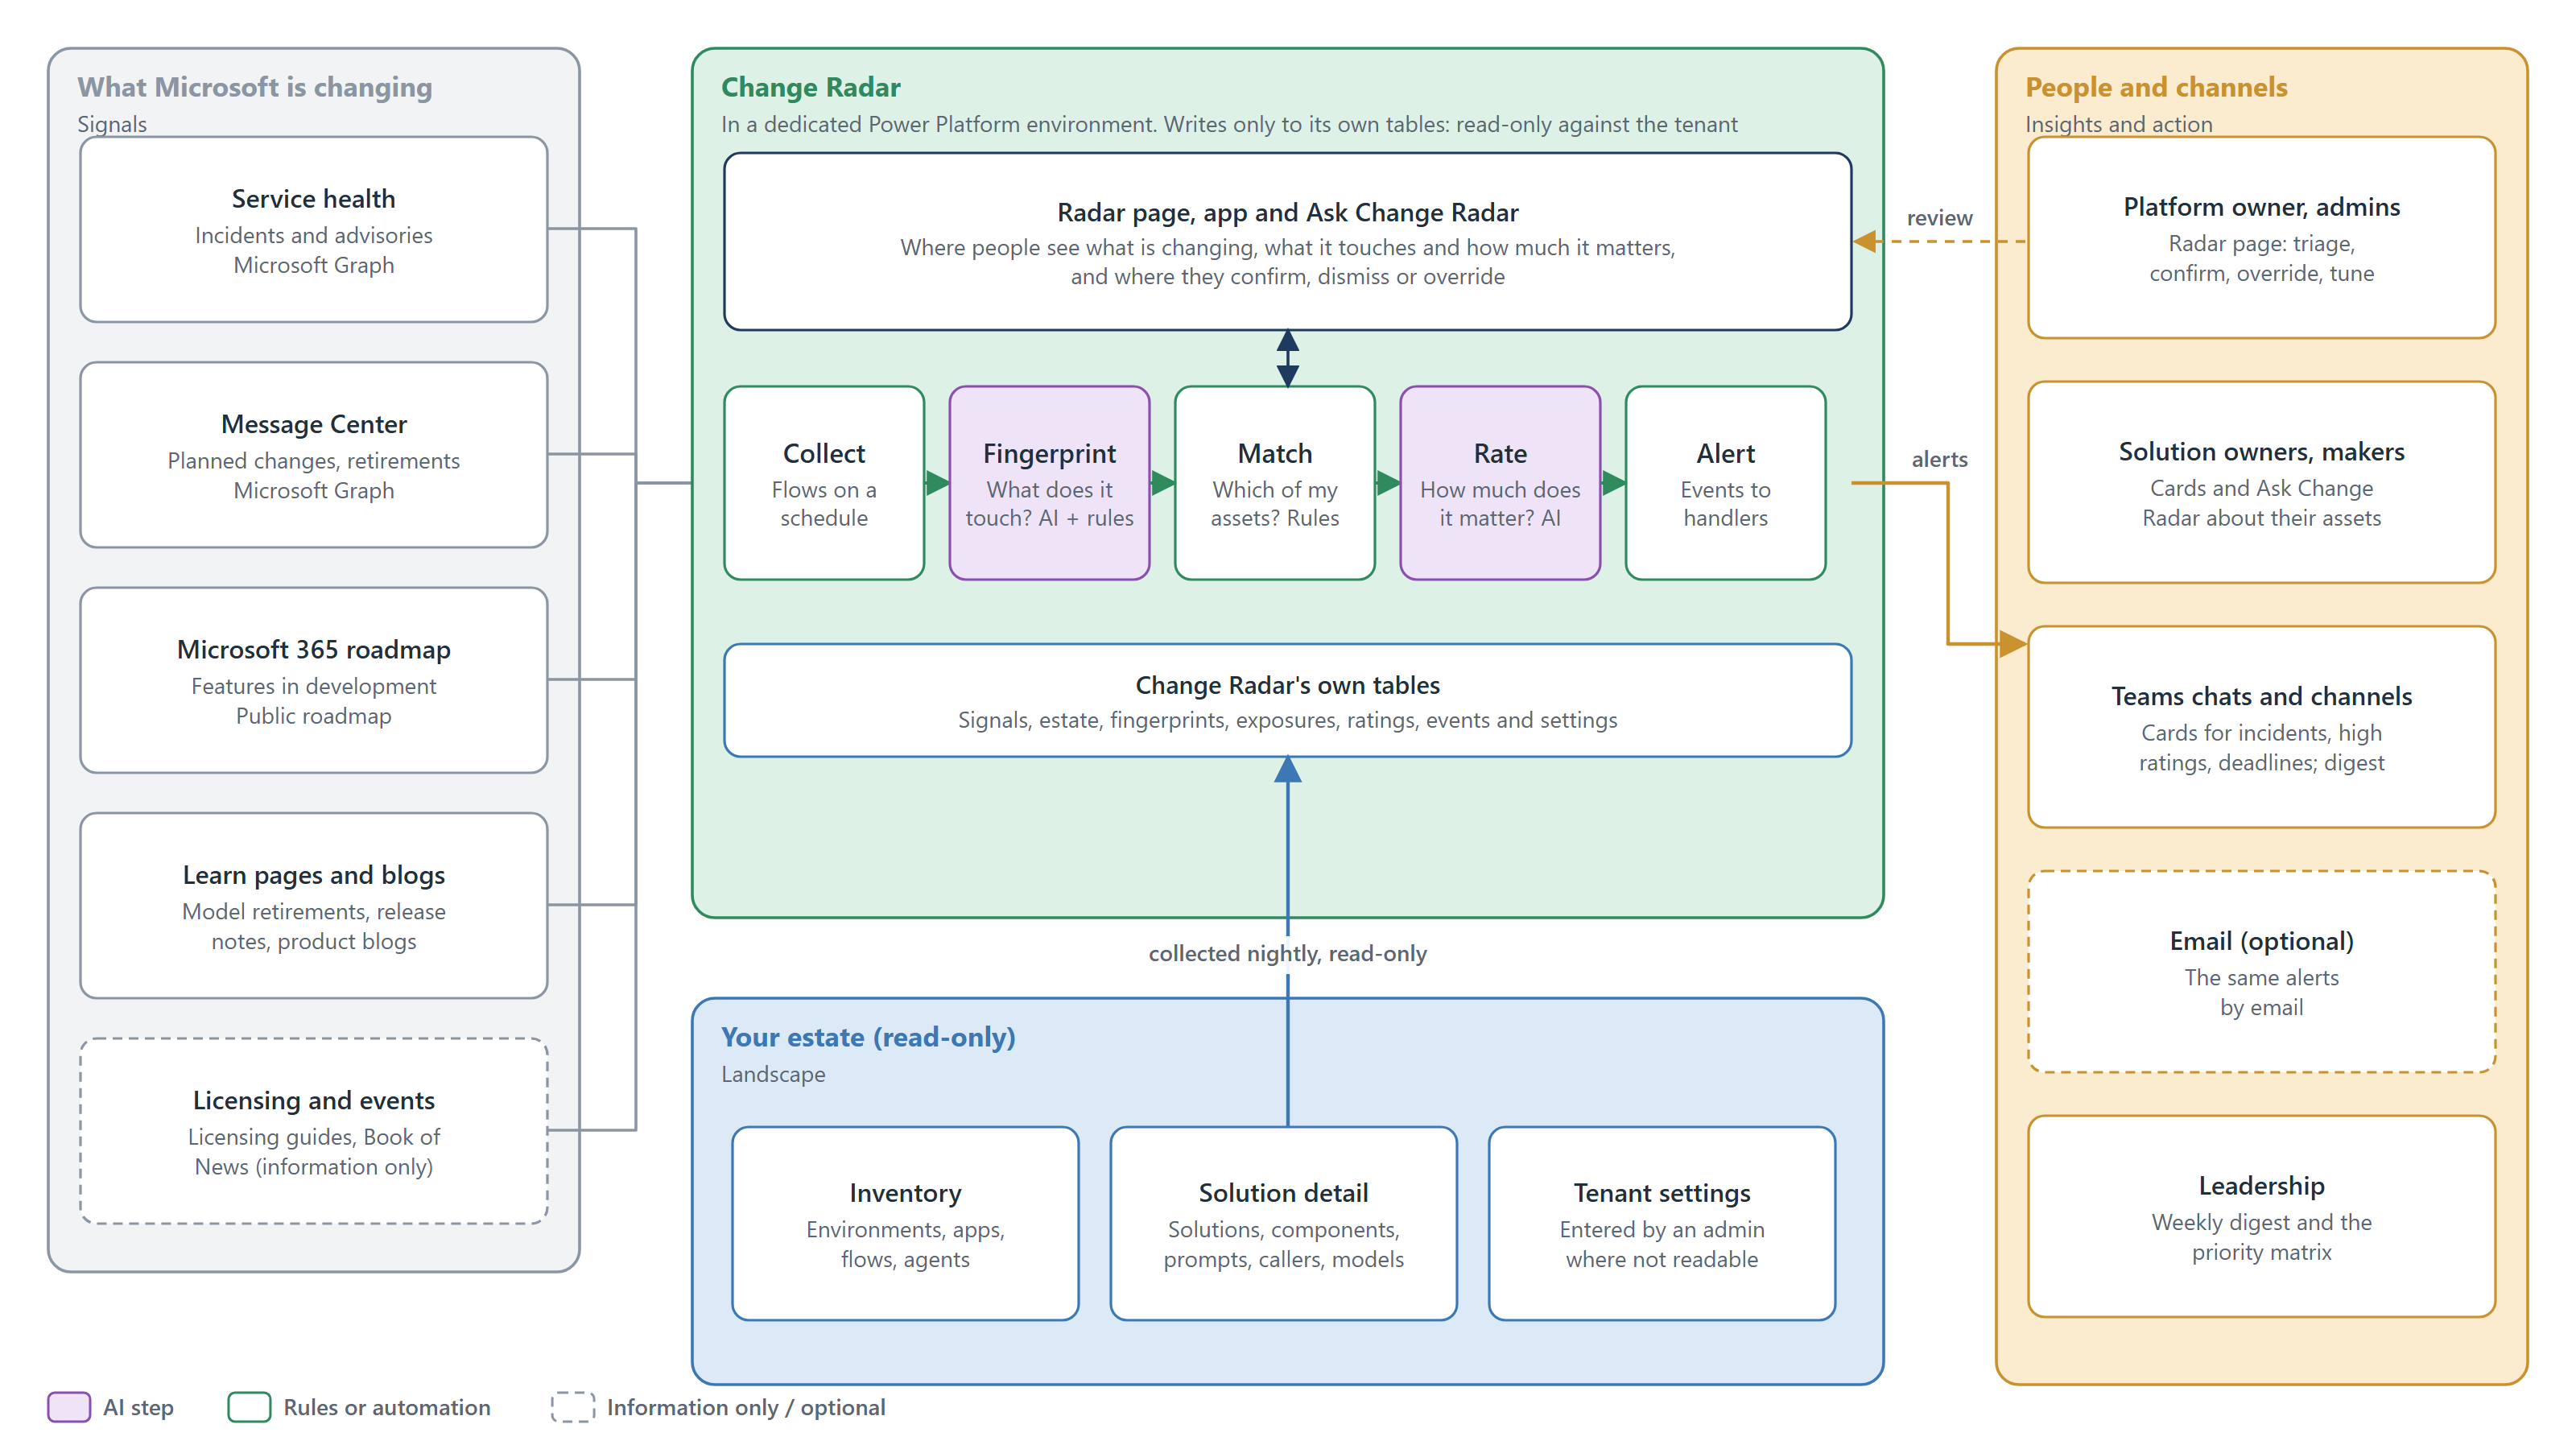 What Microsoft is changing
Signals
Service health
Incidents and advisories
Microsoft Graph
Message Center
Planned changes, retirements
Microsoft Graph
Microsoft 365 roadmap
Features in development
Public roadmap
Learn pages and blogs
Model retirements, release
notes, product blogs
Licensing and events
Licensing guides, Book of
News (information only)
Change Radar
In a dedicated Power Platform environment. Writes only to its own tables: read-only against the tenant
Radar page, app and Ask Change Radar
Where people see what is changing, what it touches and how much it matters,
and where they confirm, dismiss or override
Collect
Flows on a
schedule
Fingerprint
What does it
touch? AI + rules
Match
Which of my
assets? Rules
Rate
How much does
it matter? AI
Alert
Events to
handlers
Change Radar's own tables
Signals, estate, fingerprints, exposures, ratings, events and settings
collected nightly, read-only
Your estate (read-only)
Landscape
Inventory
Environments, apps,
flows, agents
Solution detail
Solutions, components,
prompts, callers, models
Tenant settings
Entered by an admin
where not readable
review
alerts
People and channels
Insights and action
Platform owner, admins
Radar page: triage,
confirm, override, tune
Solution owners, makers
Cards and Ask Change
Radar about their assets
Teams chats and channels
Cards for incidents, high
ratings, deadlines; digest
Email (optional)
The same alerts
by email
Leadership
Weekly digest and the
priority matrix
AI step
Rules or automation
Information only / optional